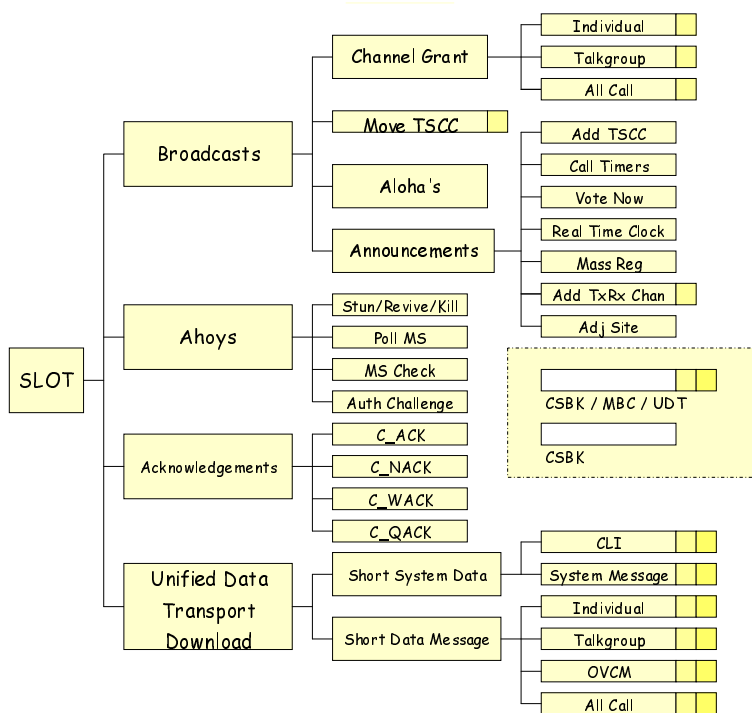 SLOT
Broadcasts
Channel Grant
Individual
Talkgroup
All Call
Move TSCC
Aloha's
Announcements
Add TSCC
Call Timers
Vote Now
Real Time Clock
Mass Reg
Add TxRx Chan
Adj Site
Ahoys
Stun/Revive/Kill
Poll MS
MS Check
Auth Challenge
Acknowledgements
C_ACK
C_NACK
C_WACK
C_QACK
Unified Data
Transport
Download
Short System Data
CLI
System Message
Short Data Message
Individual
Talkgroup
OVCM
All Call
CSBK / MBC / UDT
CSBK